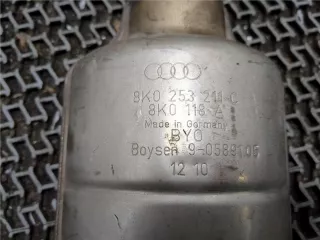 8K0 253 211 C
8K0 118 A
Made in Germany
BYO
Boysen
12 10